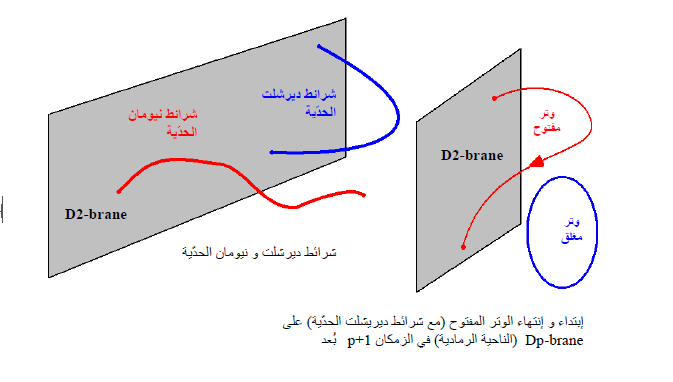 شرائط ديرشلت
الحدّية
شرائط نيومان
الحدّية
D2-brane
شرائط ديرشلت و نيومان الحدّية
وتر
مفتوح
D2-brane
وتر
مغلق
إبتداء و إنتهاء الوتر المفتوح (مع شرائط ديريشلت الحدّية) على
Dp-brane (الناحية الرمادية) في الزمكان p+1 بُعد